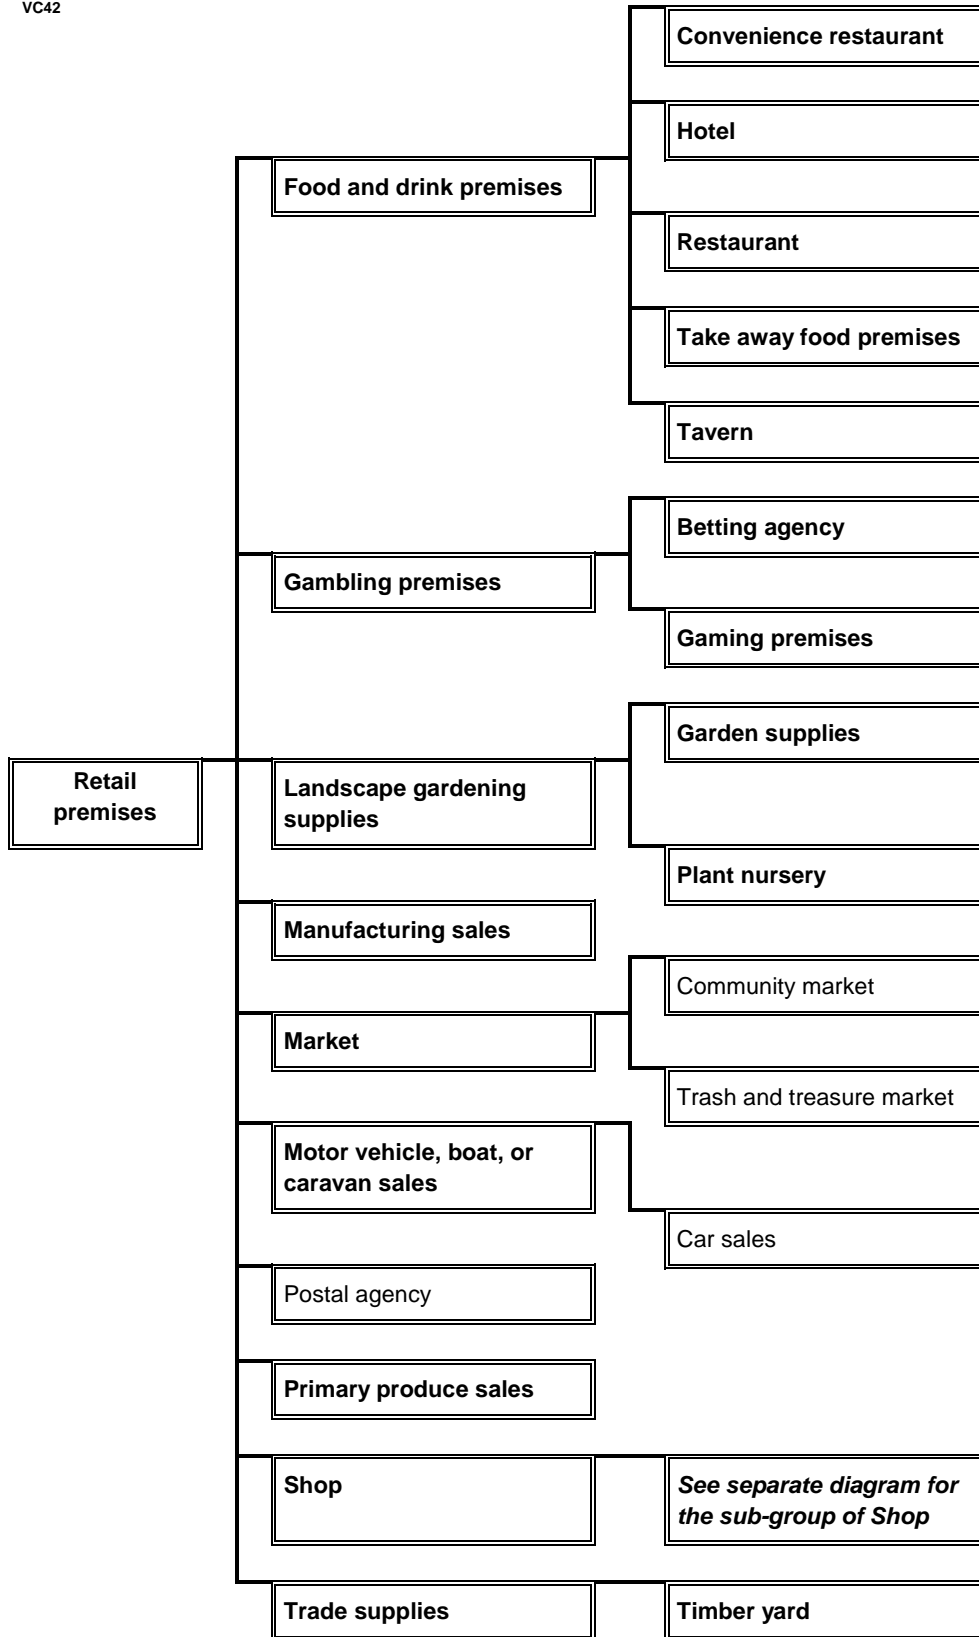 VC42
Convenience restaurant
Hotel
Food and drink premises
Restaurant
Take away food premises
Tavern
Betting agency
Gambling premises
Gaming premises
Garden supplies
Retail
premises
Landscape gardening
supplies
Plant nursery
Manufacturing sales
Community market
Market
Trash and treasure market
Motor vehicle, boat, or
caravan sales
Car sales
Postal agency
Primary produce sales
Shop
See separate diagram for
the sub-group of Shop
Trade supplies
Timber yard